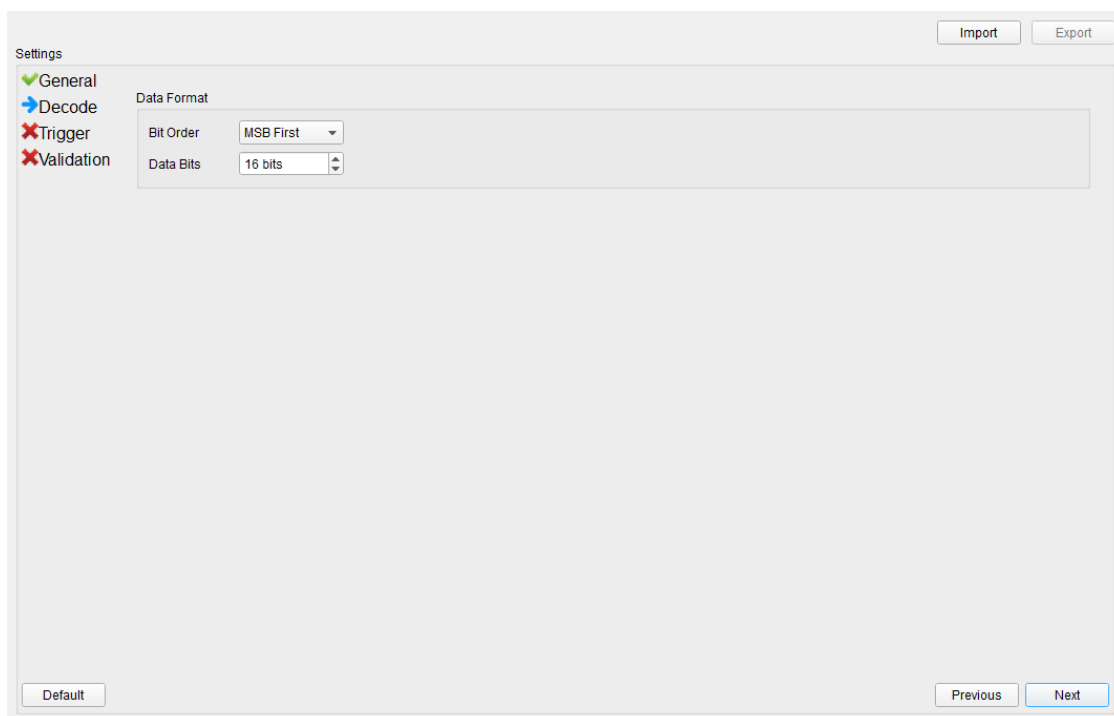 Import Export
Settings
General
Decode
Trigger
Validation
Data Format
Bit Order MSB First
Data Bits 16 bits
Default Previous Next